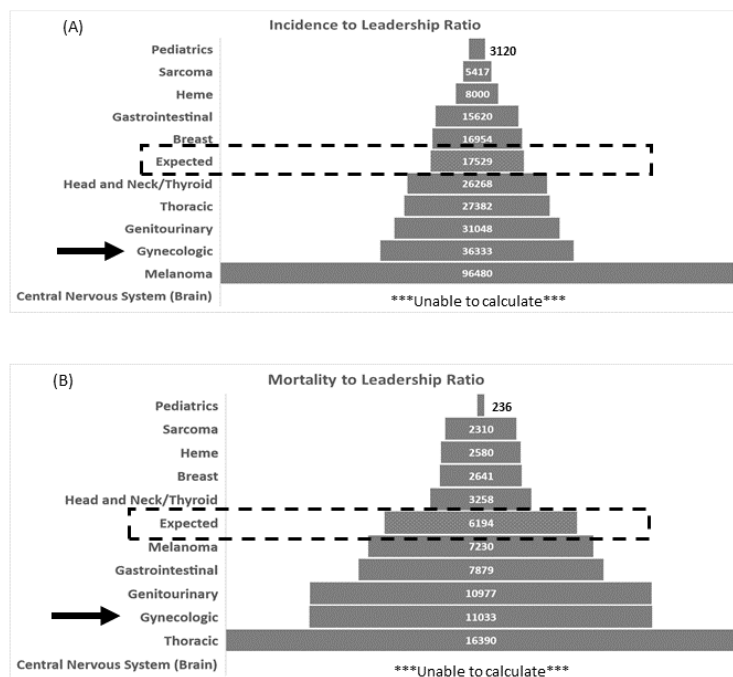 (A)
Incidence to Leadership Ratio
Pediatrics 3120
Sarcoma 5417
Heme 8000
Gastrointestinal 15620
Breast 16954
Expected 17529
Head and Neck/Thyroid 26268
Thoracic 27382
Genitourinary 31048
Gynecologic 36333
Melanoma 96480
Central Nervous System (Brain) ***Unable to calculate***
(B)
Mortality to Leadership Ratio
Pediatrics 236
Sarcoma 2310
Heme 2580
Breast 2641
Head and Neck/Thyroid 3258
Expected 6194
Melanoma 7230
Gastrointestinal 7879
Genitourinary 10977
Gynecologic 11033
Thoracic 16390
Central Nervous System (Brain) ***Unable to calculate***